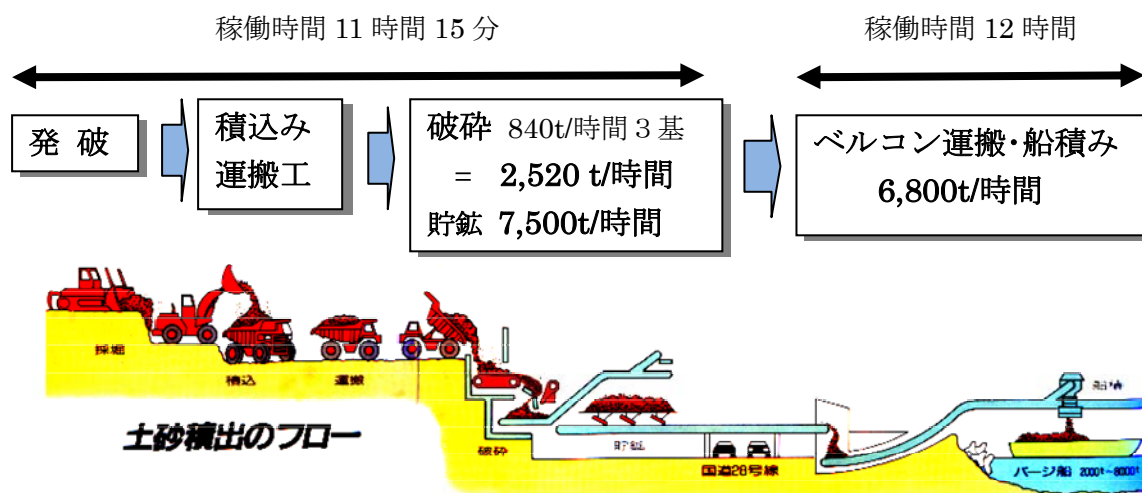 稼働時間 11 時間 15 分
稼働時間 12 時間
発 破
積込み
運搬工
破砕 840t/時間 3 基
= 2,520 t/時間
貯鉱 7,500t/時間
ベルコン運搬・船積み
6,800t/時間
採掘
積込
運搬
土砂積出のフロー
破砕
貯鉱
国道28号線
船積
バージ船 2000t~8000t